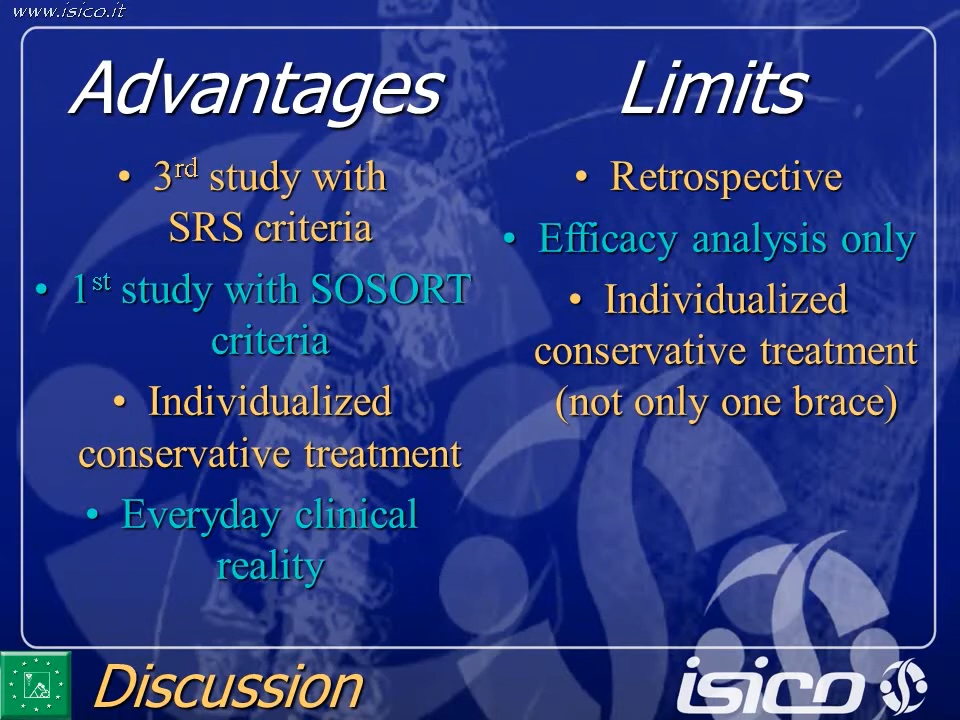 www.isico.it
Advantages
• 3rd study with
SRS criteria
• 1st study with SOSORT
criteria
• Individualized
conservative treatment
• Everyday clinical
reality
Limits
• Retrospective
• Efficacy analysis only
• Individualized
conservative treatment
(not only one brace)
Discussion
isico